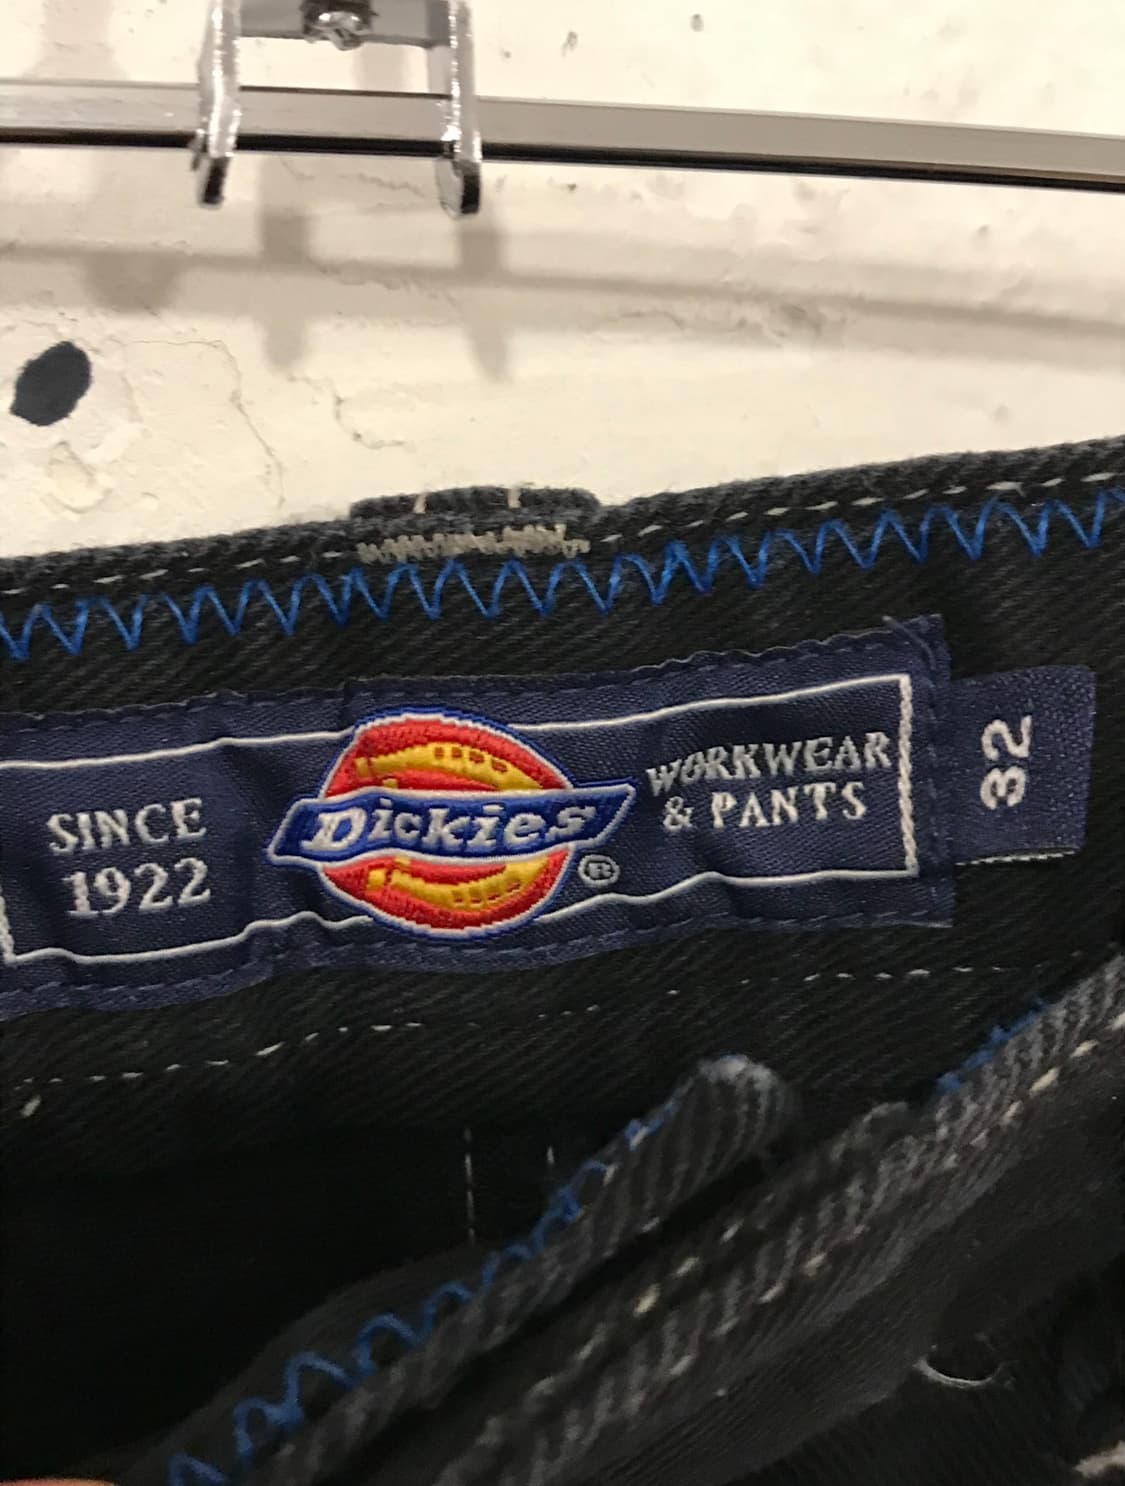 SINCE
1922
Dickies
®
WORKWEAR
& PANTS
32